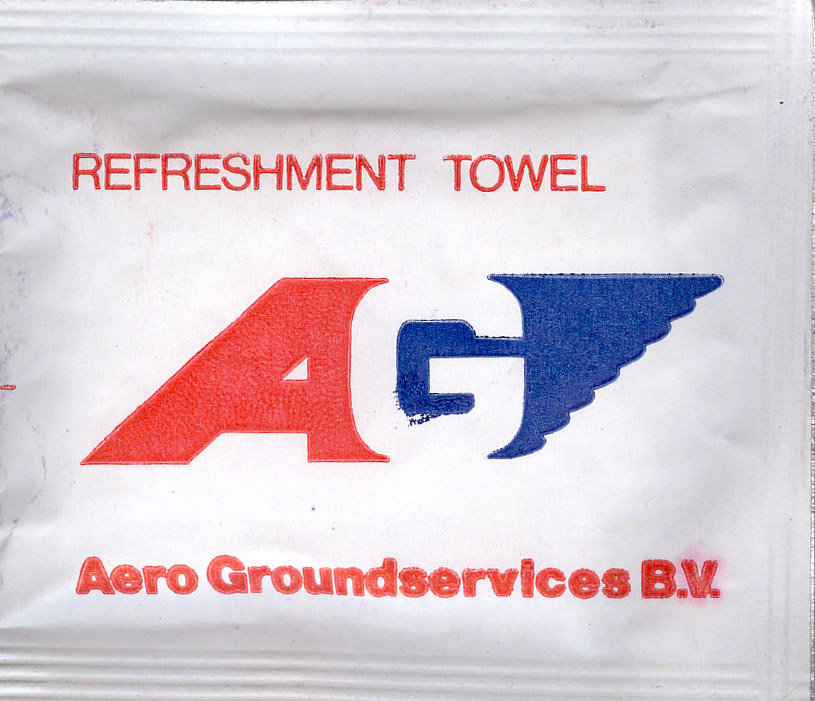 REFRESHMENT TOWEL
AG
Aero Groundservices B.V.